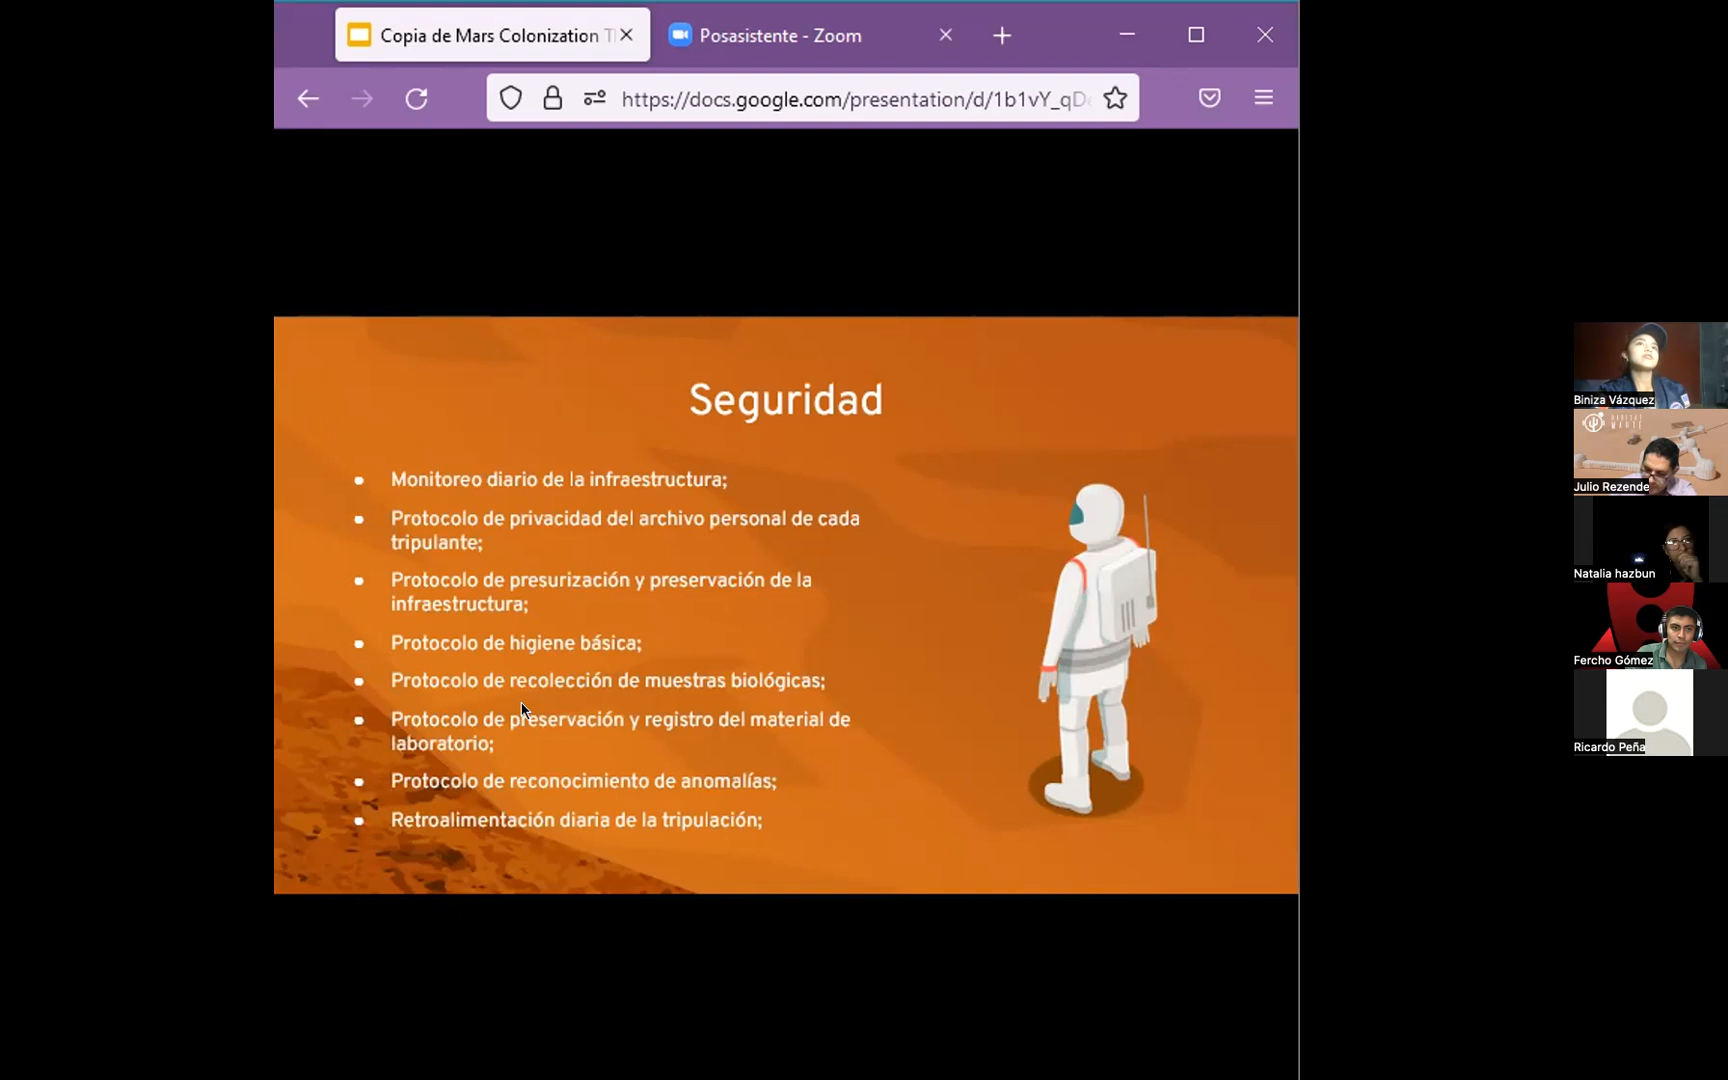 Copia de Mars Colonization T
Posasistente - Zoom
https://docs.google.com/presentation/d/1b1vY_qD
Seguridad
Monitoreo diario de la infraestructura;
Protocolo de privacidad del archivo personal de cada
tripulante;
Protocolo de presurización y preservación de la
infraestructura;
Protocolo de higiene básica;
Protocolo de recolección de muestras biológicas;
Protocolo de preservación y registro del material de
laboratorio;
Protocolo de reconocimiento de anomalías;
Retroalimentación diaria de la tripulación;
Biniza Vázquez
HABITAT
MARTE
Julio Rezende
Natalia hazbun
Fercho Gómez
Ricardo Peña